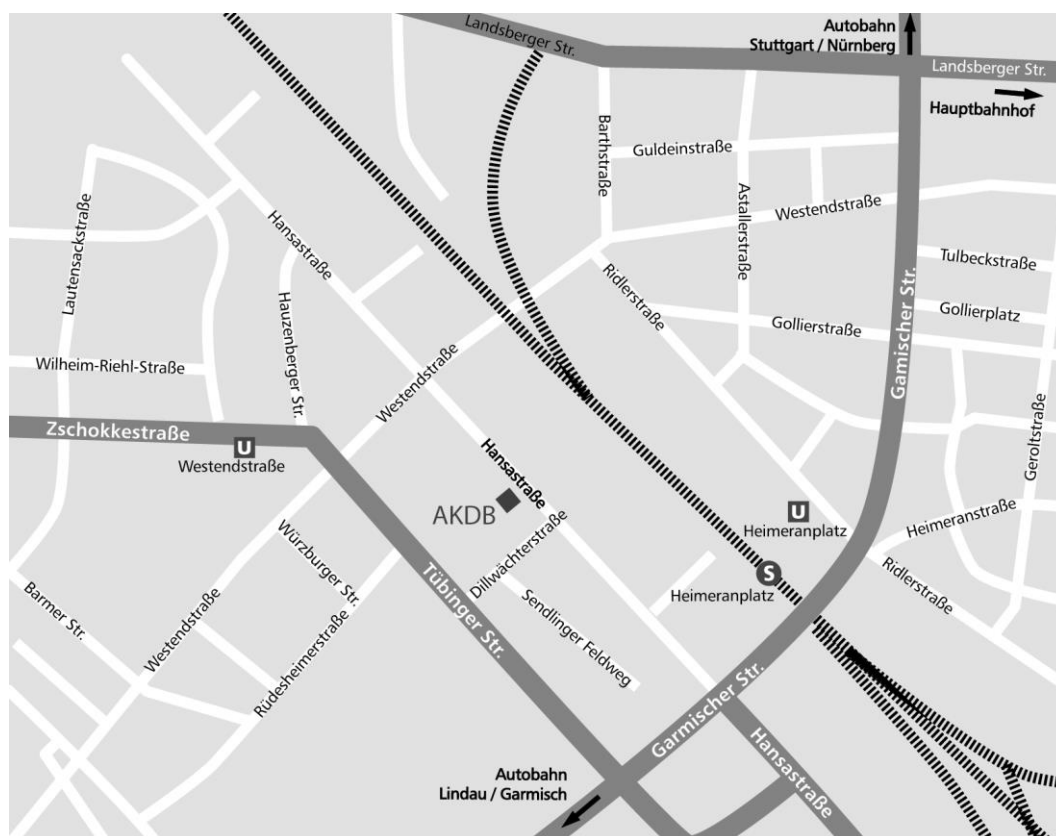 Autobahn
Stuttgart / Nürnberg
Landsberger Str.
Landsberger Str.
Hauptbahnhof
Barthstraße
Guldeinstraße
Astallerstraße
Westendstraße
Lautensackstraße
Hansastraße
Hauzenberger Str.
Ridlerstraße
Tulbeckstraße
Gollierplatz
Gollierstraße
Gamischer Str.
Wilheim-Riehl-Straße
Westendstraße
Zschokkestraße
U
Westendstraße
Hansastraße
AKDB
Geroltstraße
U
Heimeranplatz
Heimeranstraße
Dillwächterstraße
Würzburger Str.
Tübinger Str.
S
Heimeranplatz
Ridlerstraße
Barmer Str.
Westendstraße
Sendlinger Feldweg
Rüdesheimerstraße
Garmischer Str.
Hansastraße
Autobahn
Lindau / Garmisch